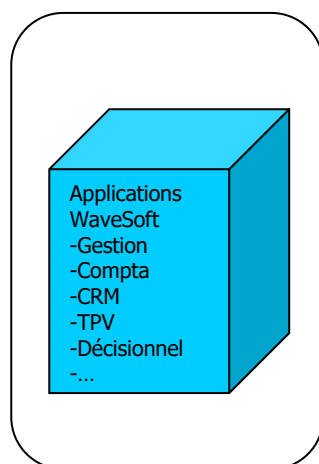 Applications
WaveSoft
-Gestion
-Compta
-CRM
-TPV
-Décisionnel
-…